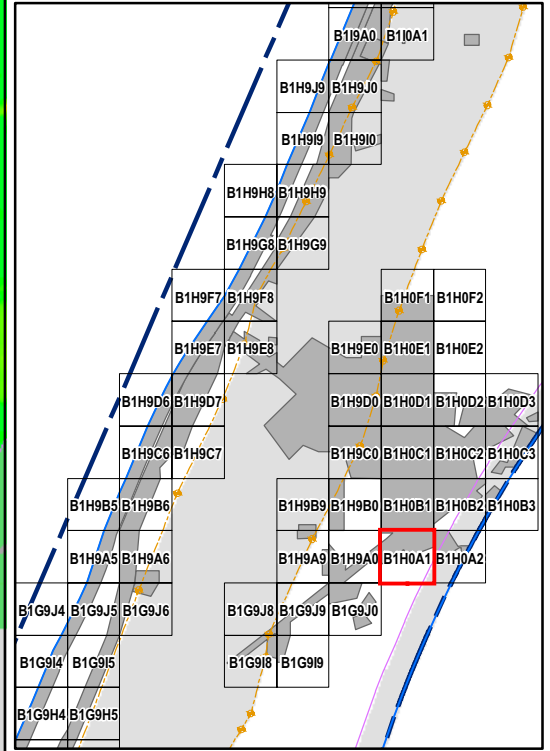 B1I9A0 B1I0A1
B1H9J9 B1H9J0
B1H9I9 B1H9I0
B1H9H8 B1H9H9
B1H9G8 B1H9G9
B1H9F7 B1H9F8 B1H0F1 B1H0F2
B1H9E7 B1H9E8 B1H9E0 B1H0E1 B1H0E2
B1H9D6 B1H9D7 B1H9D0 B1H0D1 B1H0D2 B1H0D3
B1H9C6 B1H9C7 B1H9C0 B1H0C1 B1H0C2 B1H0C3
B1H9B5 B1H9B6 B1H9B9 B1H9B0 B1H0B1 B1H0B2 B1H0B3
B1H9A5 B1H9A6 B1H9A9 B1H9A0 B1H0A1 B1H0A2
B1G9J4 B1G9J5 B1G9J6 B1G9J8 B1G9J9 B1G9J0
B1G9I4 B1G9I5 B1G9I8 B1G9I9
B1G9H4 B1G9H5